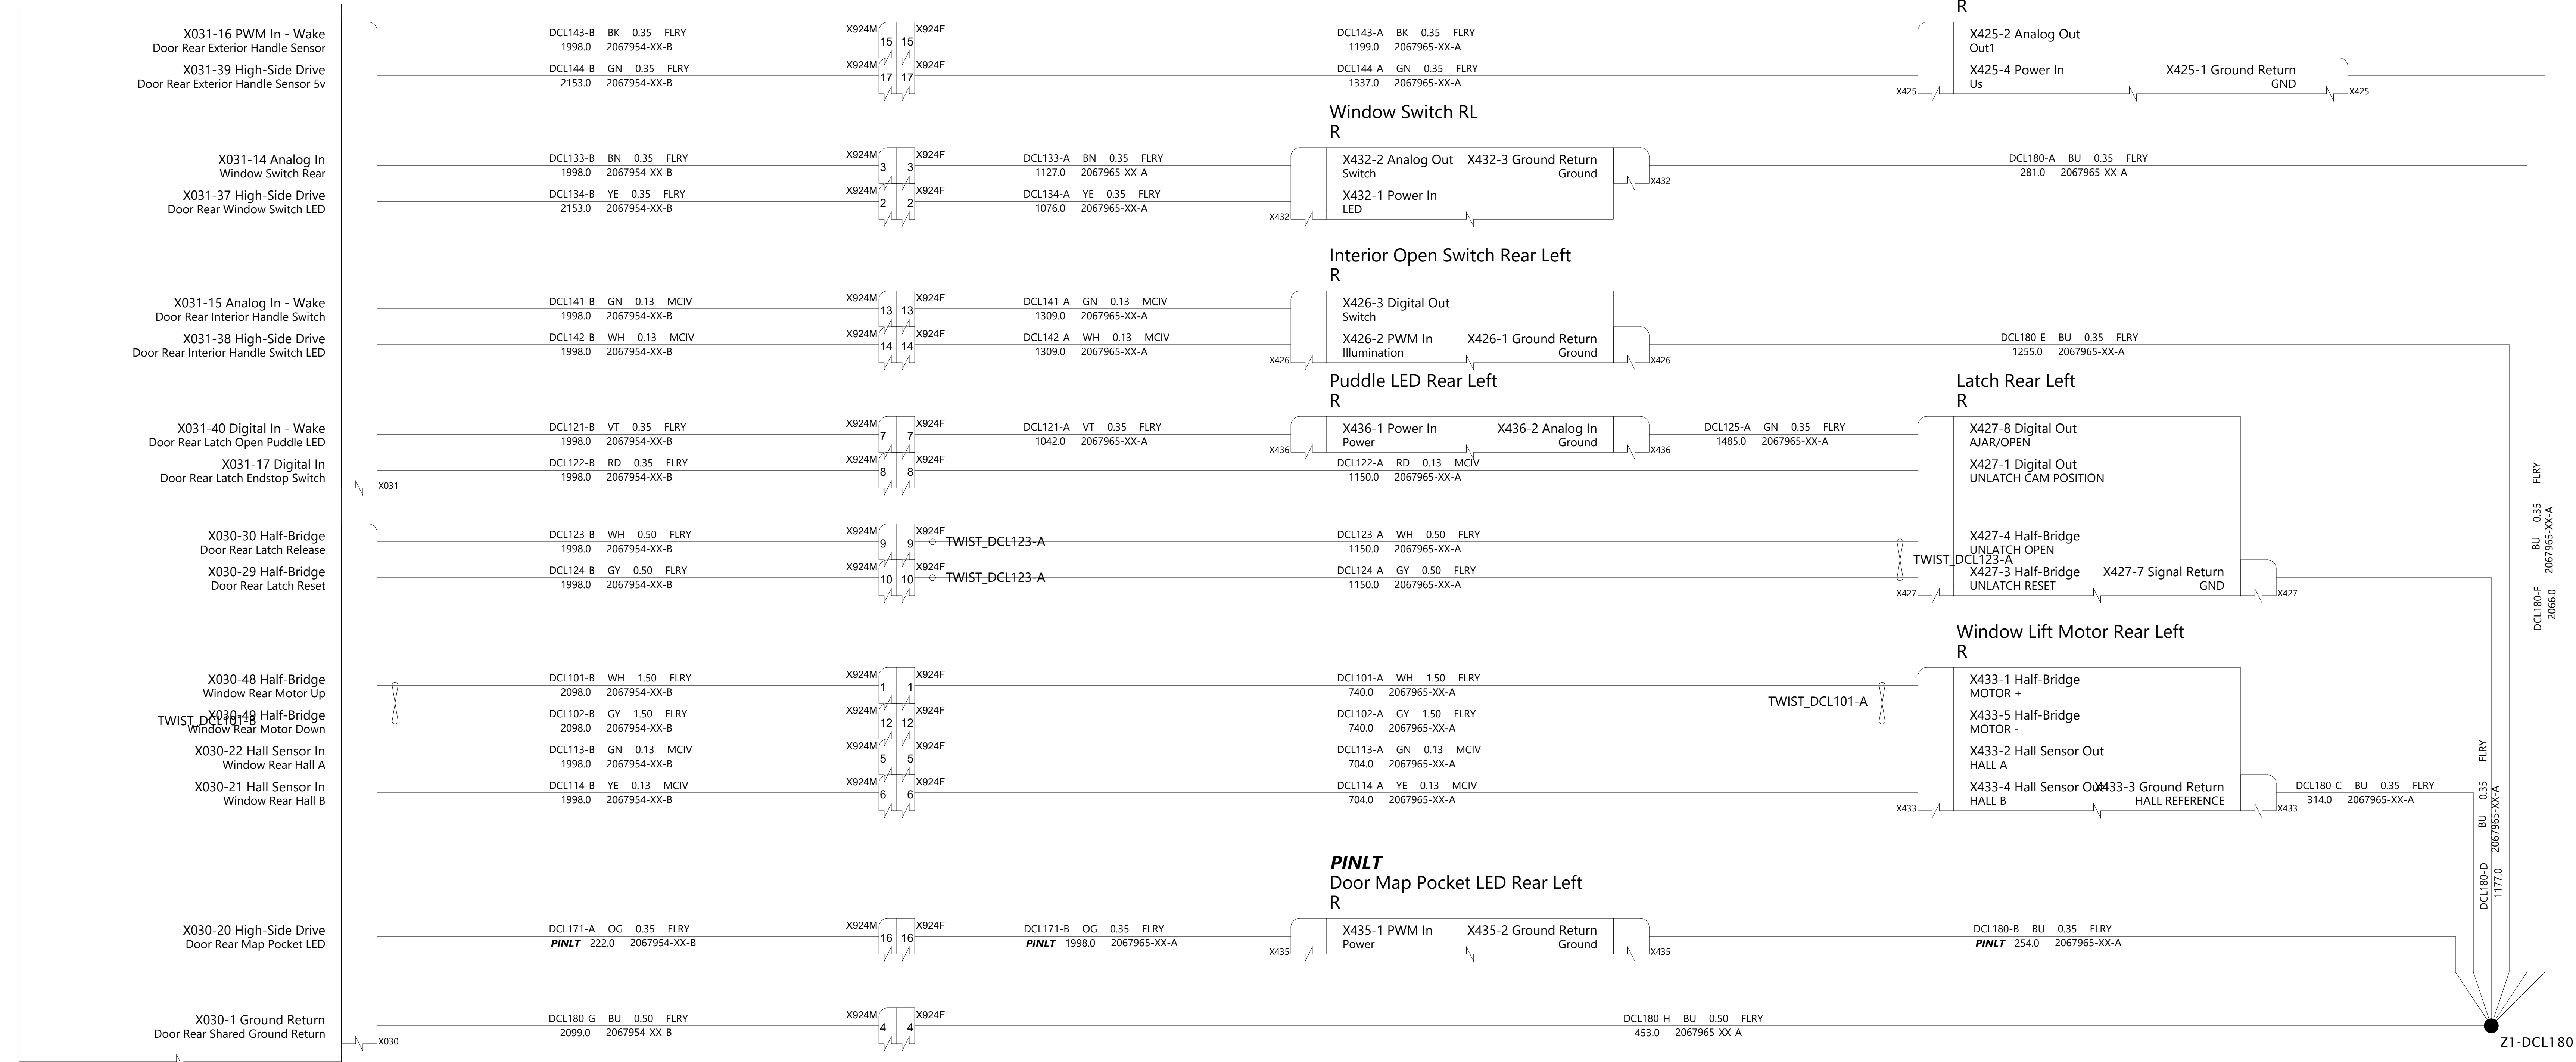 R
X031-16 PWM In - Wake
Door Rear Exterior Handle Sensor
DCL143-B BK 0.35 FLRY
1998.0 2067954-XX-B
X924M 15 15 X924F
DCL143-A BK 0.35 FLRY
1199.0 2067965-XX-A
X425-2 Analog Out
Out1
X031-39 High-Side Drive
Door Rear Exterior Handle Sensor 5v
DCL144-B GN 0.35 FLRY
2153.0 2067954-XX-B
X924M 17 17 X924F
DCL144-A GN 0.35 FLRY
1337.0 2067965-XX-A
X425-4 Power In
Us
X425-1 Ground Return
GND
X425
X425
Window Switch RL
R
X031-14 Analog In
Window Switch Rear
DCL133-B BN 0.35 FLRY
1998.0 2067954-XX-B
X924M 3 3 X924F
DCL133-A BN 0.35 FLRY
1127.0 2067965-XX-A
X432-2 Analog Out
Switch
X432-3 Ground Return
Ground
X432
DCL180-A BU 0.35 FLRY
281.0 2067965-XX-A
X031-37 High-Side Drive
Door Rear Window Switch LED
DCL134-B YE 0.35 FLRY
2153.0 2067954-XX-B
X924M 2 2 X924F
DCL134-A YE 0.35 FLRY
1076.0 2067965-XX-A
X432-1 Power In
LED
X432
Interior Open Switch Rear Left
R
X031-15 Analog In - Wake
Door Rear Interior Handle Switch
DCL141-B GN 0.13 MCIV
1998.0 2067954-XX-B
X924M 13 13 X924F
DCL141-A GN 0.13 MCIV
1309.0 2067965-XX-A
X426-3 Digital Out
Switch
X031-38 High-Side Drive
Door Rear Interior Handle Switch LED
DCL142-B WH 0.13 MCIV
1998.0 2067954-XX-B
X924M 14 14 X924F
DCL142-A WH 0.13 MCIV
1309.0 2067965-XX-A
X426-2 PWM In
Illumination
X426-1 Ground Return
Ground
X426
X426
DCL180-E BU 0.35 FLRY
1255.0 2067965-XX-A
Puddle LED Rear Left
R
Latch Rear Left
R
X031-40 Digital In - Wake
Door Rear Latch Open Puddle LED
DCL121-B VT 0.35 FLRY
1998.0 2067954-XX-B
X924M 7 7 X924F
DCL121-A VT 0.35 FLRY
1042.0 2067965-XX-A
X436-1 Power In
Power
X436-2 Analog In
Ground
X436
X436
DCL125-A GN 0.35 FLRY
1485.0 2067965-XX-A
X427-8 Digital Out
AJAR/OPEN
X031-17 Digital In
Door Rear Latch Endstop Switch
X031
DCL122-B RD 0.35 FLRY
1998.0 2067954-XX-B
X924M 8 8 X924F
DCL122-A RD 0.13 MCIV
1150.0 2067965-XX-A
X427-1 Digital Out
UNLATCH CAM POSITION
X030-30 Half-Bridge
Door Rear Latch Release
DCL123-B WH 0.50 FLRY
1998.0 2067954-XX-B
X924M 9 9 X924F
TWIST_DCL123-A
DCL123-A WH 0.50 FLRY
1150.0 2067965-XX-A
X427-4 Half-Bridge
UNLATCH OPEN
TWIST_DCL123-A
X030-29 Half-Bridge
Door Rear Latch Reset
DCL124-B GY 0.50 FLRY
1998.0 2067954-XX-B
X924M 10 10 X924F
TWIST_DCL123-A
DCL124-A GY 0.50 FLRY
1150.0 2067965-XX-A
X427-3 Half-Bridge
UNLATCH RESET
X427-7 Signal Return
GND
X427
X427
DCL180-F BU 0.35 FLRY
2066.0 2067965-XX-A
Window Lift Motor Rear Left
R
X030-48 Half-Bridge
Window Rear Motor Up
DCL101-B WH 1.50 FLRY
2098.0 2067954-XX-B
X924M 1 1 X924F
DCL101-A WH 1.50 FLRY
740.0 2067965-XX-A
TWIST_DCL101-A
X433-1 Half-Bridge
MOTOR +
X030-49 Half-Bridge
TWIST_DCL101-B
Window Rear Motor Down
DCL102-B GY 1.50 FLRY
2098.0 2067954-XX-B
X924M 12 12 X924F
DCL102-A GY 1.50 FLRY
740.0 2067965-XX-A
X433-5 Half-Bridge
MOTOR -
X030-22 Hall Sensor In
Window Rear Hall A
DCL113-B GN 0.13 MCIV
1998.0 2067954-XX-B
X924M 5 5 X924F
DCL113-A GN 0.13 MCIV
704.0 2067965-XX-A
X433-2 Hall Sensor Out
HALL A
X030-21 Hall Sensor In
Window Rear Hall B
DCL114-B YE 0.13 MCIV
1998.0 2067954-XX-B
X924M 6 6 X924F
DCL114-A YE 0.13 MCIV
704.0 2067965-XX-A
X433-4 Hall Sensor Out
HALL B
X433-3 Ground Return
HALL REFERENCE
X433
X433
DCL180-C BU 0.35 FLRY
314.0 2067965-XX-A
DCL180-D BU 0.35 FLRY
1177.0 2067965-XX-A
PINLT
Door Map Pocket LED Rear Left
R
X030-20 High-Side Drive
Door Rear Map Pocket LED
DCL171-A OG 0.35 FLRY
PINLT 222.0 2067954-XX-B
X924M 16 16 X924F
DCL171-B OG 0.35 FLRY
PINLT 1998.0 2067965-XX-A
X435-1 PWM In
Power
X435-2 Ground Return
Ground
X435
X435
DCL180-B BU 0.35 FLRY
PINLT 254.0 2067965-XX-A
X030-1 Ground Return
Door Rear Shared Ground Return
X030
DCL180-G BU 0.50 FLRY
2099.0 2067954-XX-B
X924M 4 4 X924F
DCL180-H BU 0.50 FLRY
453.0 2067965-XX-A
Z1-DCL180